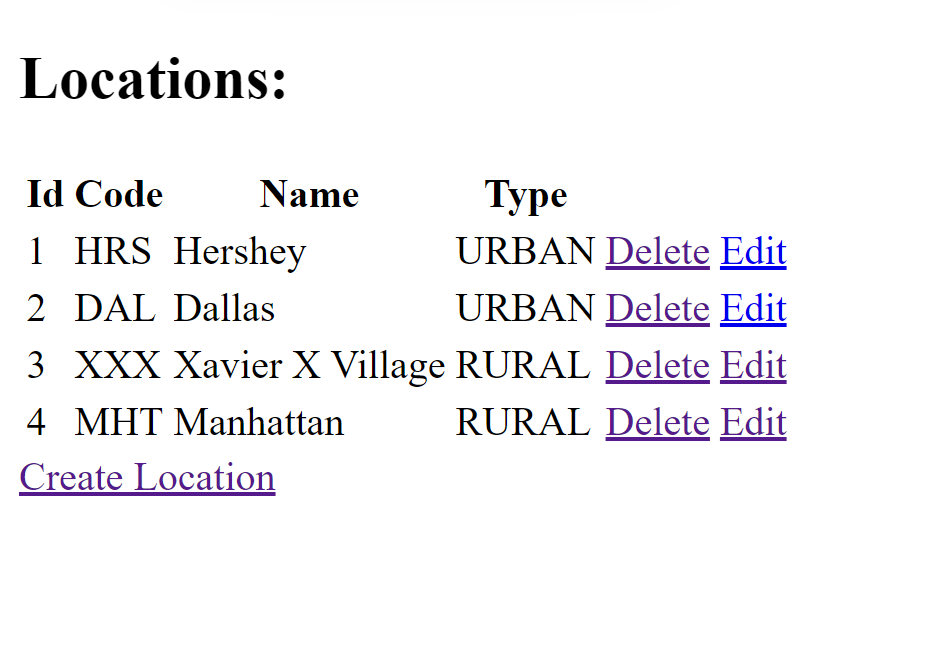 Locations:
Id Code Name Type
1 HRS Hershey URBAN Delete Edit
2 DAL Dallas URBAN Delete Edit
3 XXX Xavier X Village RURAL Delete Edit
4 MHT Manhattan RURAL Delete Edit
Create Location